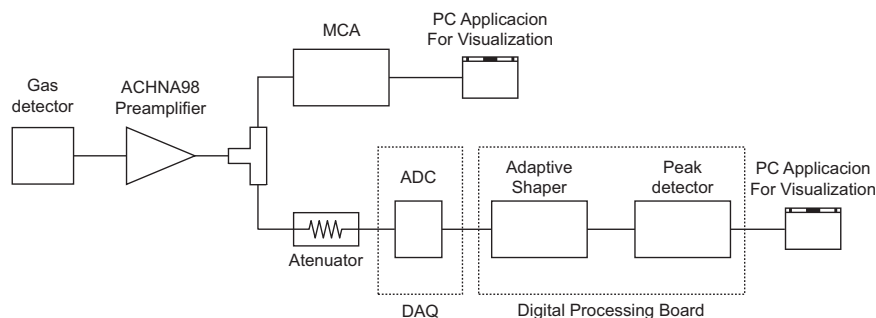 Gas
detector
ACHNA98
Preamplifier
MCA
PC Applicacion
For Visualization
Atenuator
ADC
DAQ
Adaptive
Shaper
Peak
detector
Digital Processing Board
PC Applicacion
For Visualization